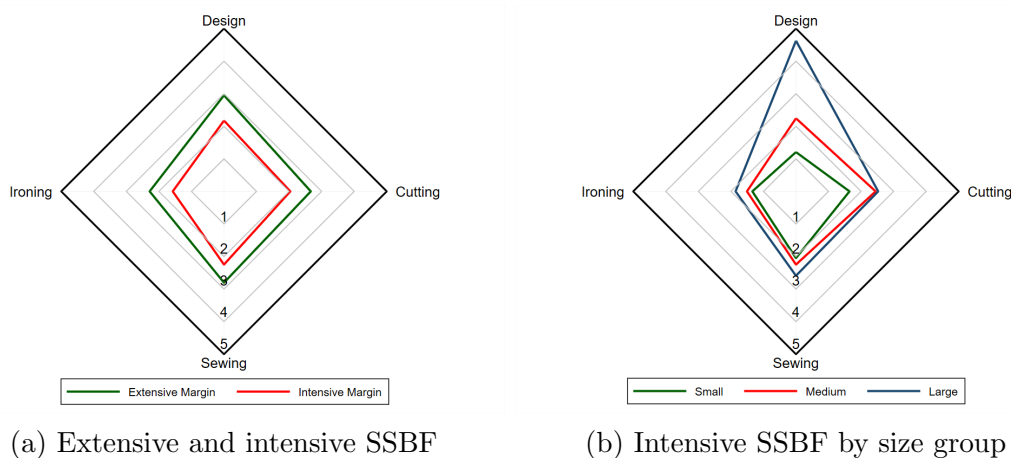 Design
Ironing
Cutting
1
2
3
4
5
Sewing
Extensive Margin
Intensive Margin
(a) Extensive and intensive SSBF
Design
Ironing
Cutting
1
2
3
4
5
Sewing
Small
Medium
Large
(b) Intensive SSBF by size group